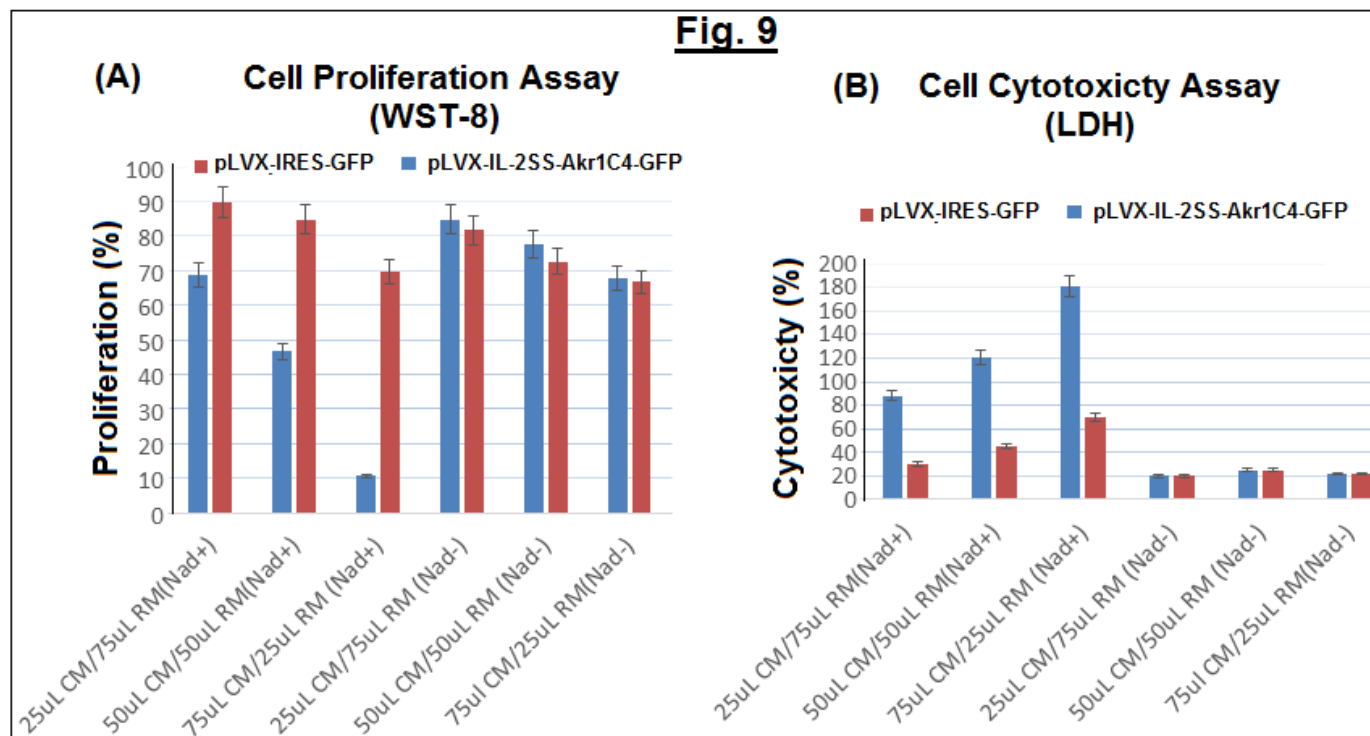 Fig. 9
(A) Cell Proliferation Assay
(WST-8)
pLVX-IRES-GFP pLVX-IL-2SS-Akr1C4-GFP
Proliferation (%)
100
90
80
70
60
50
40
30
20
10
0
25uL CM/75uL RM(Nad+)
50uL CM/50uL RM(Nad+)
75uL CM/25uL RM (Nad+)
25uL CM/75uL RM (Nad-)
50uL CM/50uL RM (Nad-)
75ul CM/25uL RM(Nad-)
(B) Cell Cytotoxicty Assay
(LDH)
pLVX-IRES-GFP pLVX-IL-2SS-Akr1C4-GFP
Cytotoxicty (%)
200
180
160
140
120
100
80
60
40
20
0
25uL CM/75uL RM(Nad+)
50uL CM/50uL RM(Nad+)
75uL CM/25uL RM (Nad+)
25uL CM/75uL RM (Nad-)
50uL CM/50uL RM (Nad-)
75ul CM/25uL RM(Nad-)